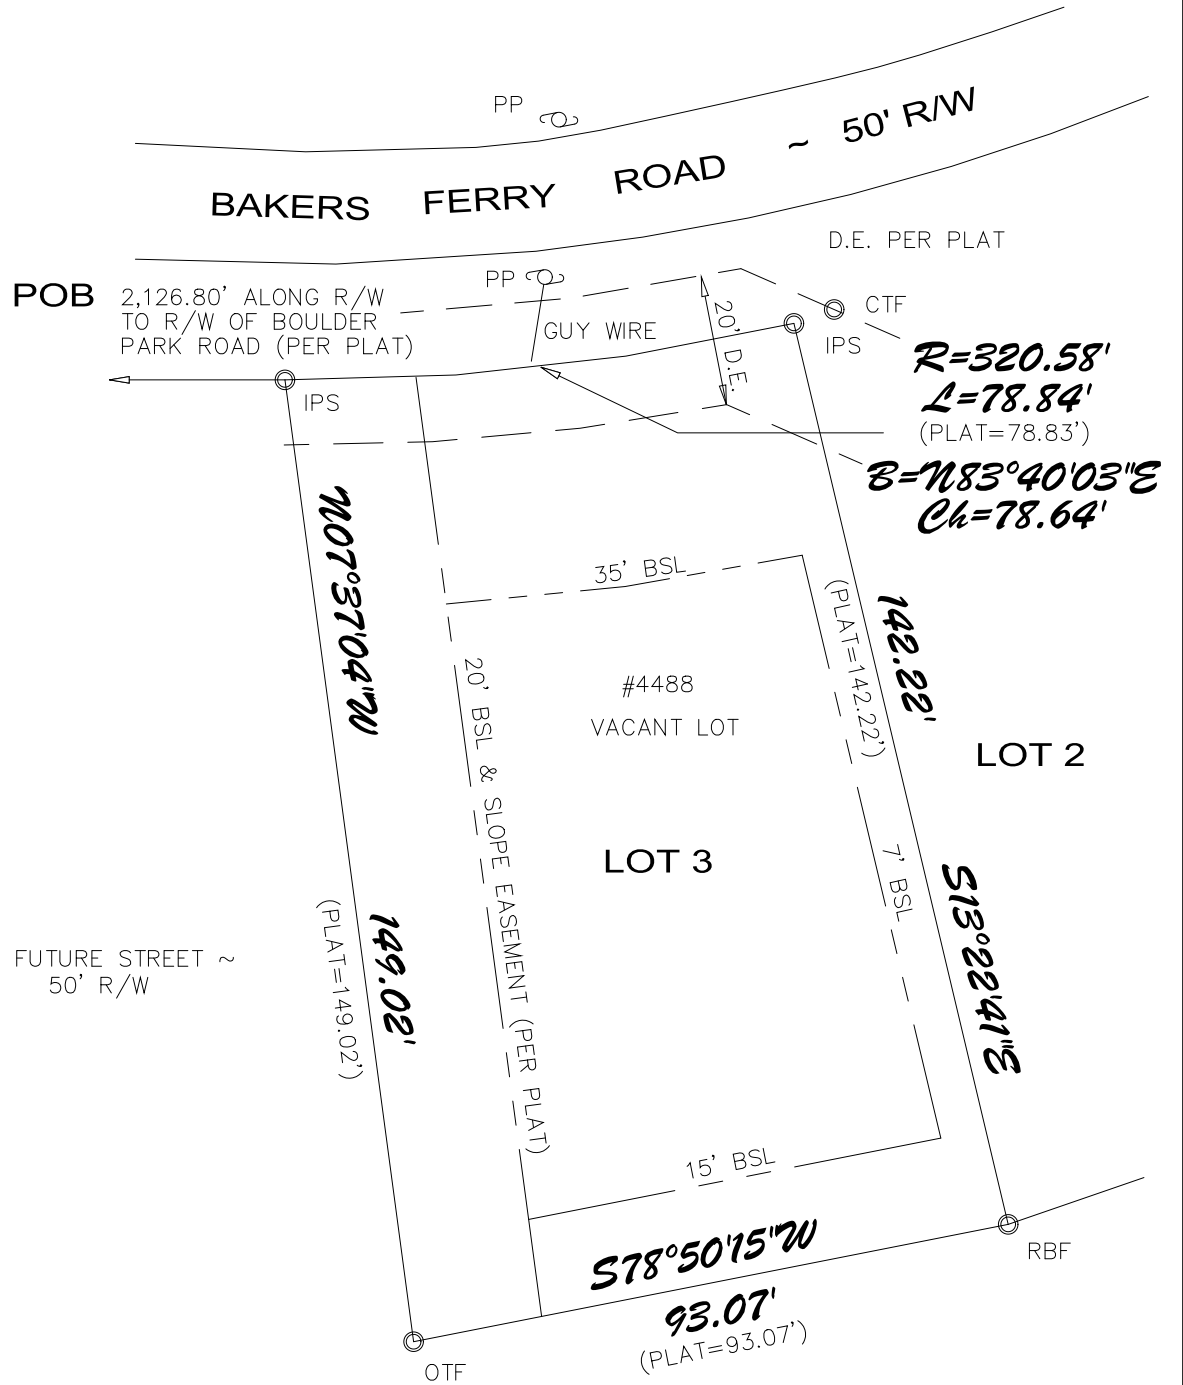 PP
BAKERS FERRY ROAD ~ 50' R/W
D.E. PER PLAT
PP
POB
2,126.80' ALONG R/W
TO R/W OF BOULDER
PARK ROAD (PER PLAT)
GUY WIRE
20' D.E.
CTF
IPS
IPS
R=320.58'
L=78.84'
(PLAT=78.83')
B=N83°40'03"E
Ch=78.64'
N07°37'04"W
35' BSL
(PLAT=142.22')
142.22'
20' BSL & SLOPE EASEMENT (PER PLAT)
#4488
VACANT LOT
LOT 2
LOT 3
7' BSL
S13°22'41"E
(PLAT=149.02')
149.02'
FUTURE STREET ~
50' R/W
15' BSL
S78°50'15"W
93.07'
(PLAT=93.07')
RBF
OTF